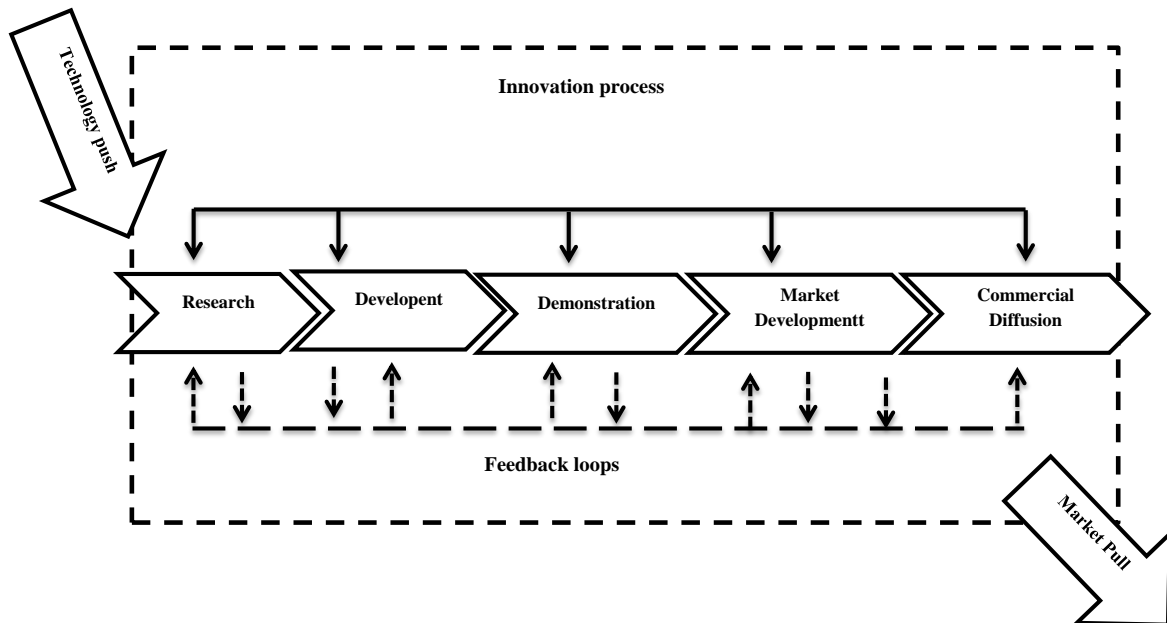 Technology push
Innovation process
Research
Developent
Demonstration
Market
Developmentt
Commercial
Diffusion
Feedback loops
Market Pull